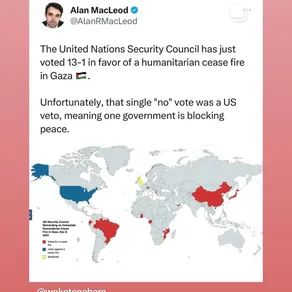 Alan MacLeod
@AlanRMacLeod
The United Nations Security Council has just
voted 13-1 in favor of a humanitarian cease fire
in Gaza 🇵🇸.
Unfortunately, that single "no" vote was a US
veto, meaning one government is blocking
peace.
UN Security Council
Demanding an Immediate
Humanitarian Cease
Fire in Gaza, Dec 8
2023
Voted for a cease
fire
voted against a
cease fire